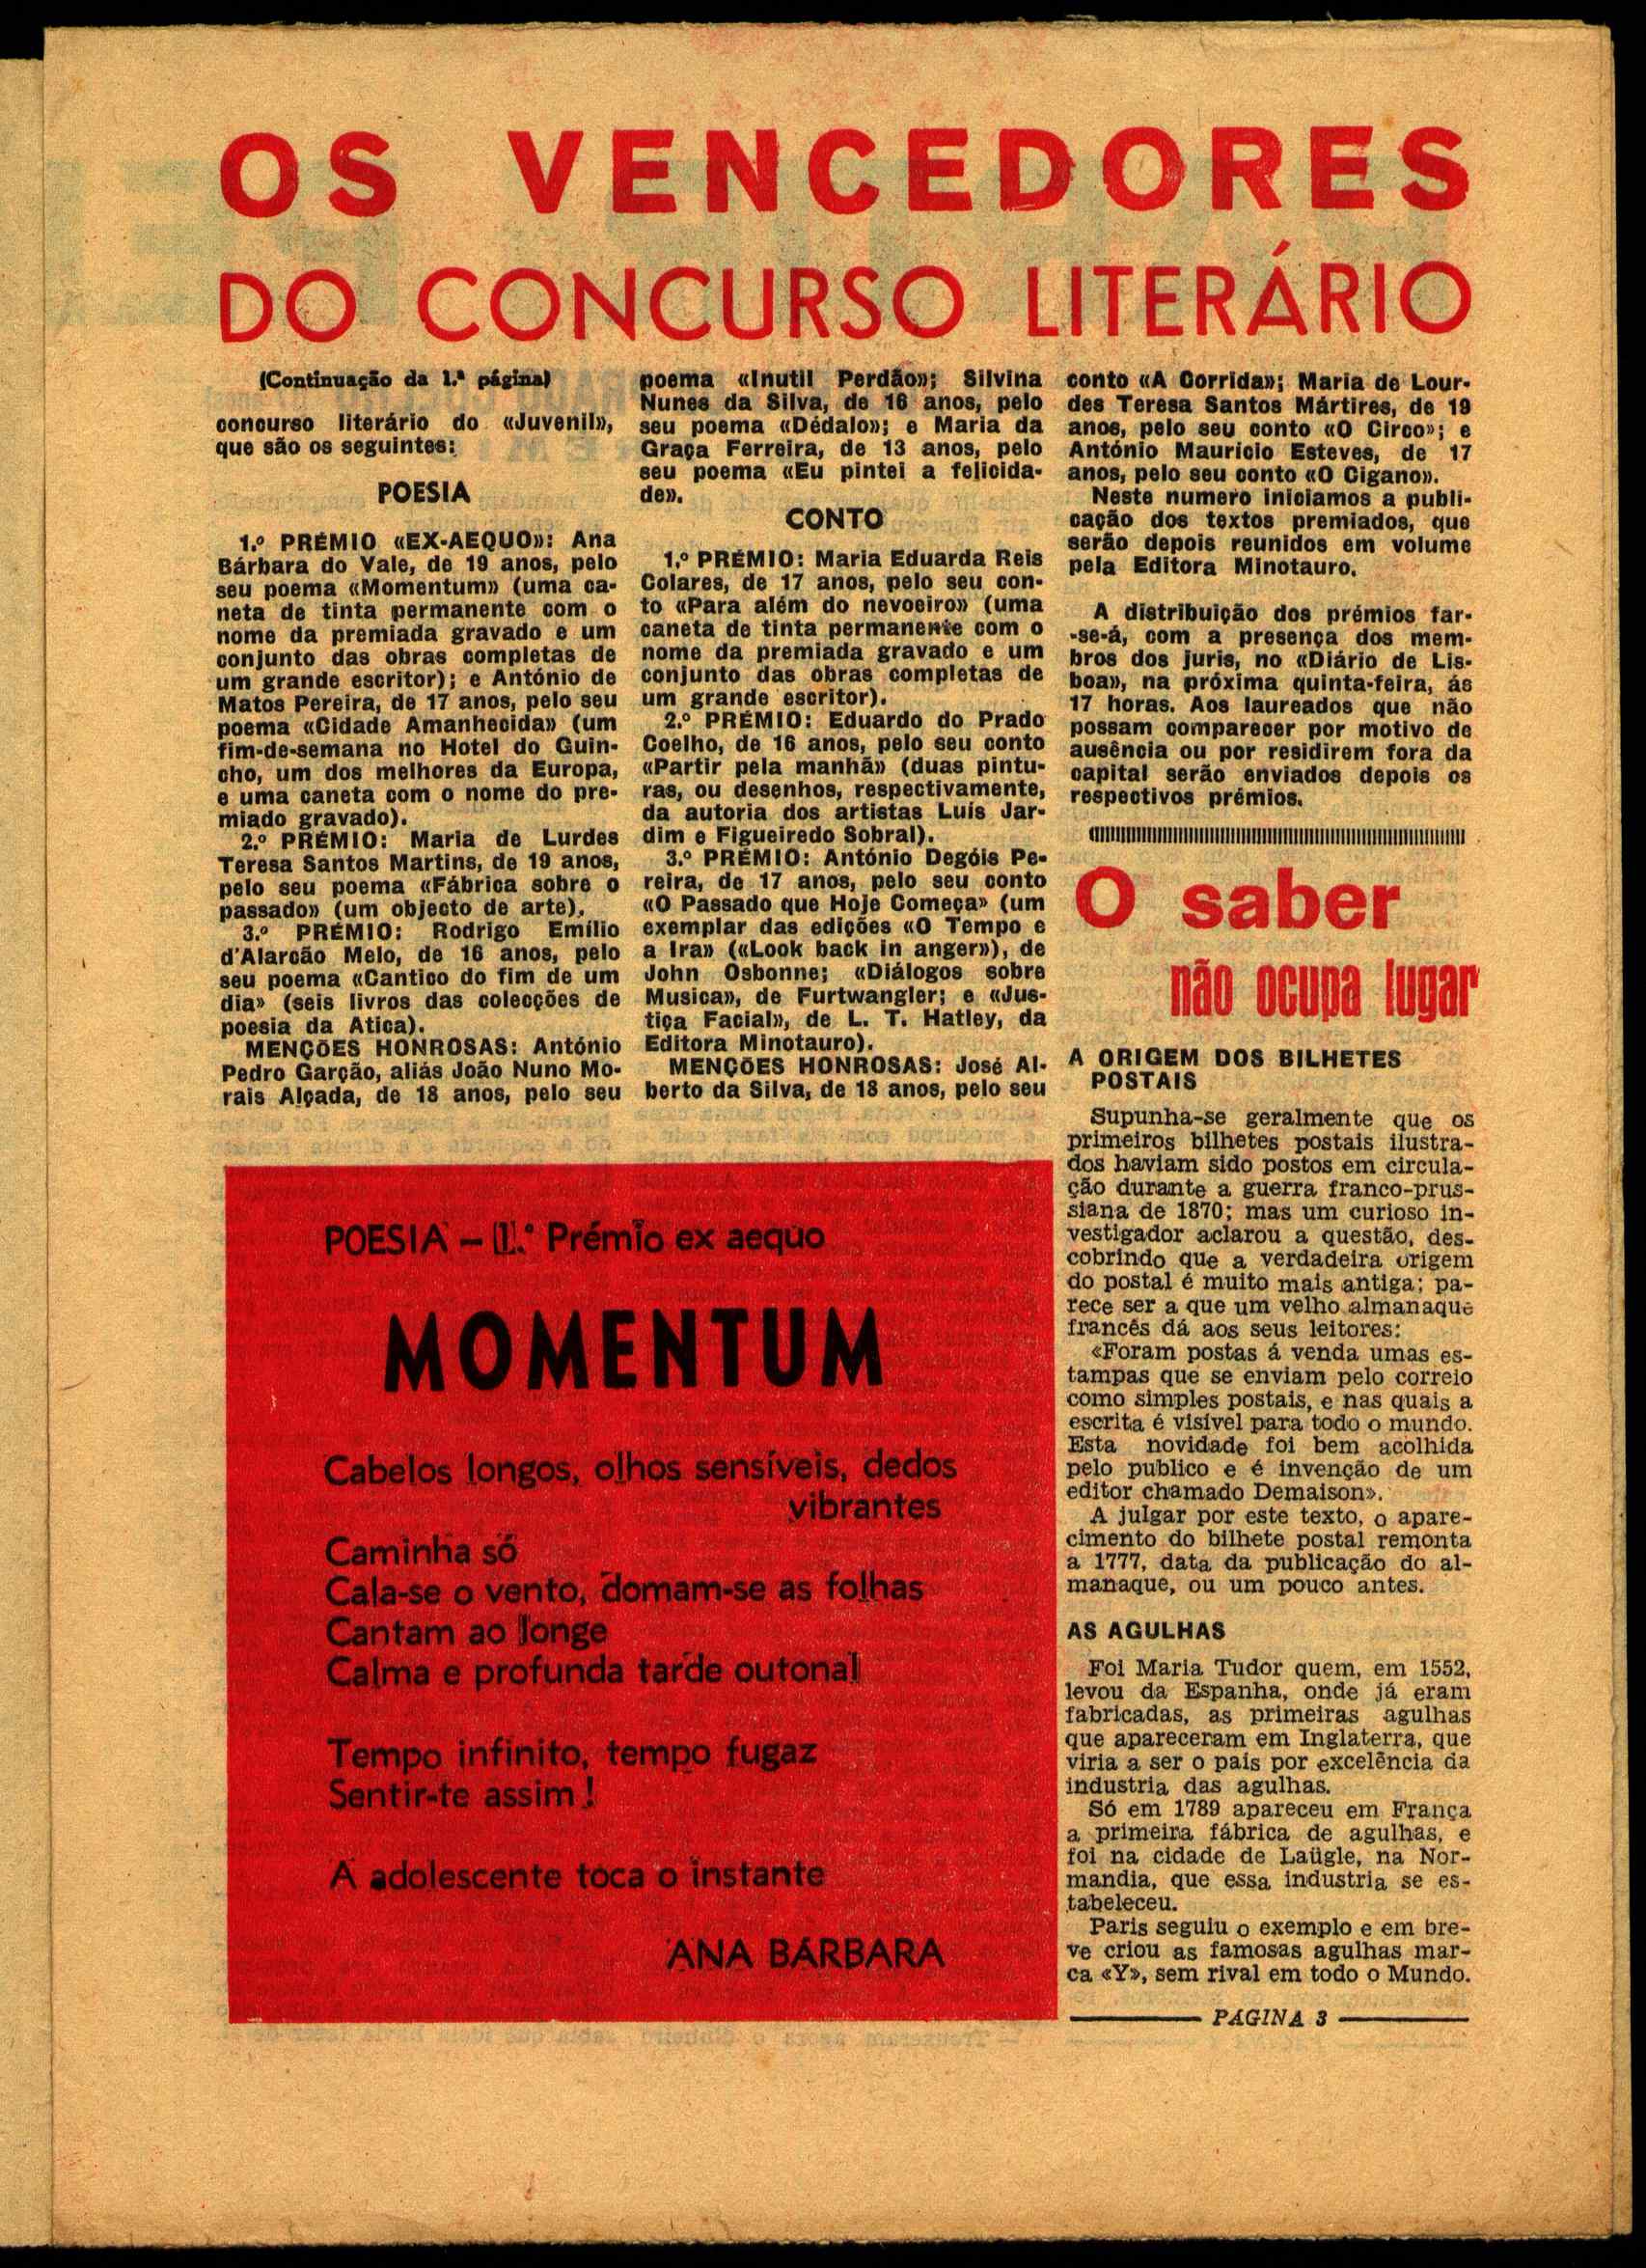 OS VENCEDORES
DO CONCURSO LITERÁRIO
(Continuação da 1.ª página)
concurso literário do «Juvenil»,
que são os seguintes:
POESIA
1.º PRÉMIO «EX-AEQUO»: Ana
Bárbara do Vale, de 19 anos, pelo
seu poema «Momentum» (uma ca-
neta de tinta permanente com o
nome da premiada gravado e um
conjunto das obras completas de
um grande escritor); e António de
Matos Pereira, de 17 anos, pelo seu
poema «Cidade Amanhecida» (um
fim-de-semana no Hotel do Guin-
cho, um dos melhores da Europa,
e uma caneta com o nome do pre-
miado gravado).
2.º PRÉMIO: Maria de Lurdes
Teresa Santos Martins, de 19 anos,
pelo seu poema «Fábrica sobre o
passado» (um objecto de arte).
3.º PRÉMIO: Rodrigo Emílio
d'Alarcão Melo, de 16 anos, pelo
seu poema «Cantico do fim de um
dia» (seis livros das colecções de
poesia da Atica).
MENÇÕES HONROSAS: António
Pedro Garção, aliás João Nuno Mo-
rais Alçada, de 18 anos, pelo seu
poema «Inutil Perdão»; Silvina
Nunes da Silva, de 16 anos, pelo
seu poema «Dédalo»; e Maria da
Graça Ferreira, de 13 anos, pelo
seu poema «Eu pintei a felicida-
de».
CONTO
1.º PRÉMIO: Maria Eduarda Reis
Colares, de 17 anos, pelo seu con-
to «Para além do nevoeiro» (uma
caneta de tinta permanente com o
nome da premiada gravado e um
conjunto das obras completas de
um grande escritor).
2.º PRÉMIO: Eduardo do Prado
Coelho, de 16 anos, pelo seu conto
«Partir pela manhã» (duas pintu-
ras, ou desenhos, respectivamente,
da autoria dos artistas Luís Jar-
dim e Figueiredo Sobral).
3.º PRÉMIO: António Degóis Pe-
reira, de 17 anos, pelo seu conto
«O Passado que Hoje Começa» (um
exemplar das edições «O Tempo e
a Ira» («Look back in anger»), de
John Osbonne; «Diálogos sobre
Musica», de Furtwangler; e «Jus-
tiça Facial», de L. T. Hatley, da
Editora Minotauro).
MENÇÕES HONROSAS: José Al-
berto da Silva, de 18 anos, pelo seu
conto «A Corrida»; Maria de Lour-
des Teresa Santos Mártires, de 19
anos, pelo seu conto «O Circo»; e
António Mauricio Esteves, de 17
anos, pelo seu conto «O Cigano».
Neste numero iniciamos a publi-
cação dos textos premiados, que
serão depois reunidos em volume
pela Editora Minotauro.
A distribuição dos prémios far-
-se-á, com a presença dos mem-
bros dos juris, no «Diário de Lis-
boa», na próxima quinta-feira, ás
17 horas. Aos laureados que não
possam comparecer por motivo de
ausência ou por residirem fora da
capital serão enviados depois os
respectivos prémios.
O saber
não ocupa lugar
A ORIGEM DOS BILHETES
POSTAIS
Supunha-se geralmente que os
primeiros bilhetes postais ilustra-
dos haviam sido postos em circula-
ção durante a guerra franco-prus-
siana de 1870; mas um curioso in-
vestigador aclarou a questão, des-
cobrindo que a verdadeira origem
do postal é muito mais antiga; pa-
rece ser a que um velho almanaque
francês dá aos seus leitores:
«Foram postas á venda umas es-
tampas que se enviam pelo correio
como simples postais, e nas quais a
escrita é visível para todo o mundo.
Esta novidade foi bem acolhida
pelo publico e é invenção de um
editor chamado Demaison».
A julgar por este texto, o apare-
cimento do bilhete postal remonta
a 1777, data da publicação do al-
manaque, ou um pouco antes.
AS AGULHAS
Foi Maria Tudor quem, em 1552,
levou da Espanha, onde já eram
fabricadas, as primeiras agulhas
que apareceram em Inglaterra, que
viria a ser o país por excelência da
industria das agulhas.
Só em 1789 apareceu em França
a primeira fábrica de agulhas, e
foi na cidade de Laügle, na Nor-
mandia, que essa industria se es-
tabeleceu.
Paris seguiu o exemplo e em bre-
ve criou as famosas agulhas mar-
ca «Y», sem rival em todo o Mundo.
POESIA — 1.º Prémio ex aequo
MOMENTUM
Cabelos longos, olhos sensíveis, dedos
vibrantes
Caminha só
Cala-se o vento, domam-se as folhas
Cantam ao longe
Calma e profunda tarde outonal
Tempo infinito, tempo fugaz
Sentir-te assim!
A adolescente toca o instante
ANA BÁRBARA
PÁGINA 3